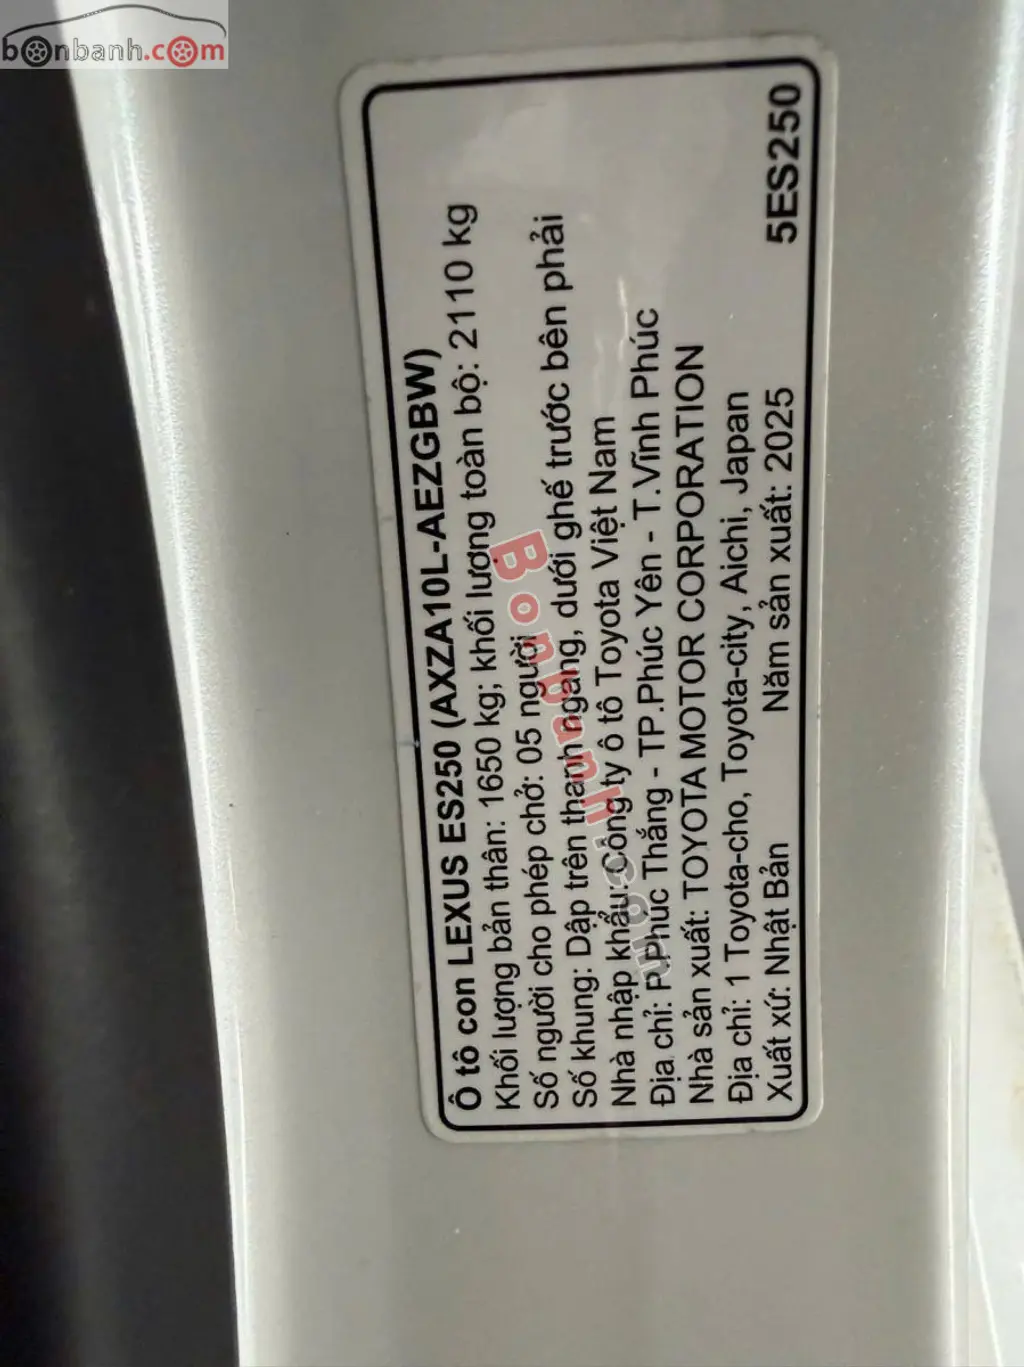 bonbanh.com
Ô tô con LEXUS ES250 (AXZA10L-AEZGBW)
Khối lượng bản thân: 1650 kg; khối lượng toàn bộ: 2110 kg
Số người cho phép chở: 05 người
Số khung: Dập trên thanh ngang, dưới ghế trước bên phải
Nhà nhập khẩu: Công ty ô tô Toyota Việt Nam
Địa chỉ: P.Phúc Thắng - TP.Phúc Yên - T.Vĩnh Phúc
Nhà sản xuất: TOYOTA MOTOR CORPORATION
Địa chỉ: 1 Toyota-cho, Toyota-city, Aichi, Japan
Xuất xứ: Nhật Bản Năm sản xuất: 2025 5ES250
Bonbanh.com